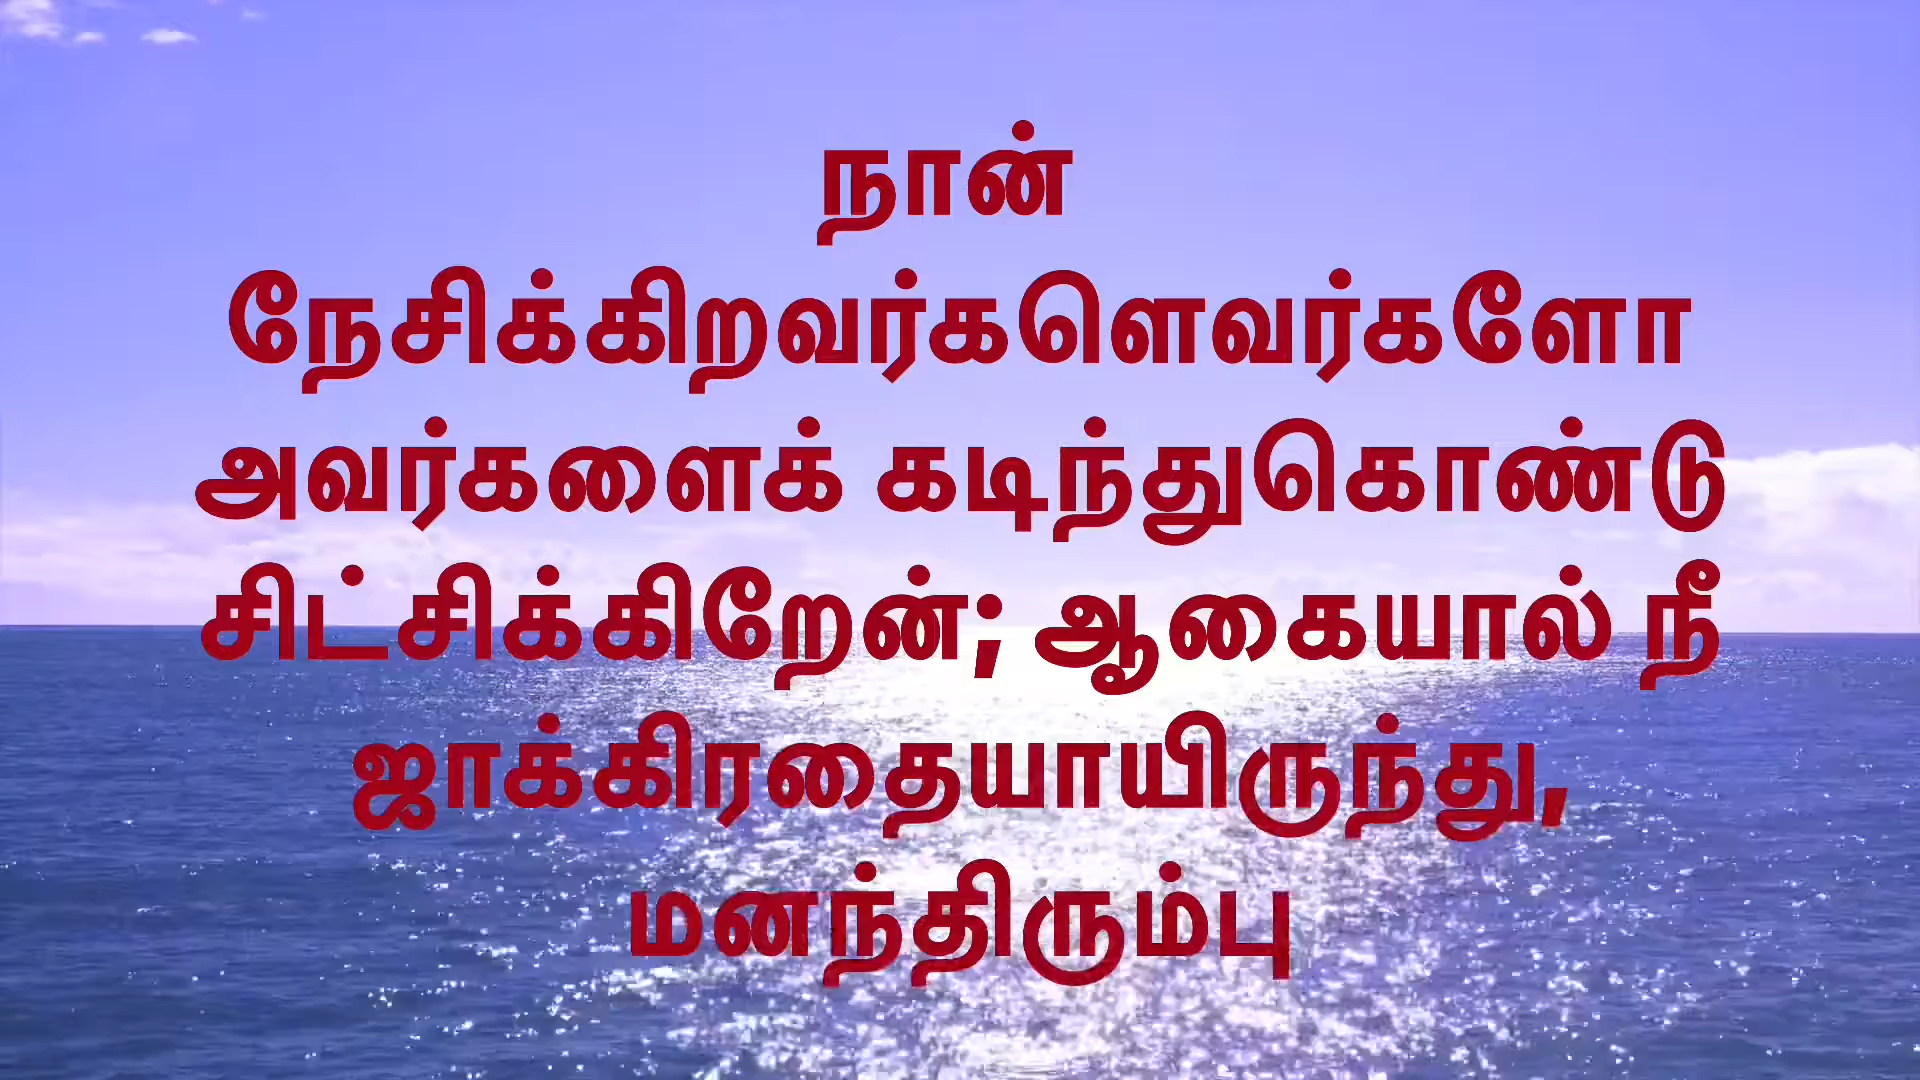 நான்
நேசிக்கிறவர்களெவர்களோ
அவர்களைக் கடிந்துகொண்டு
சிட்சிக்கிறேன்; ஆகையால் நீ
ஜாக்கிரதையாயிருந்து,
மனந்திரும்பு